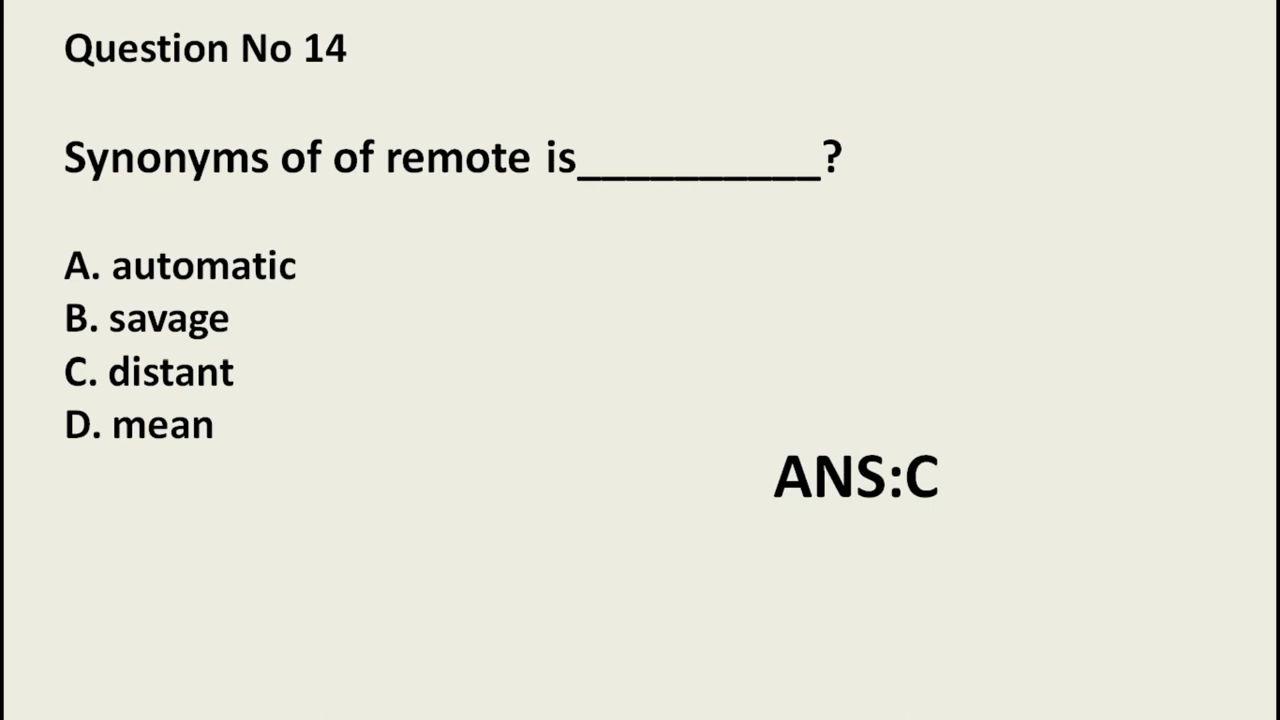 Question No 14
Synonyms of of remote is__________?
A. automatic
B. savage
C. distant
D. mean
ANS:C